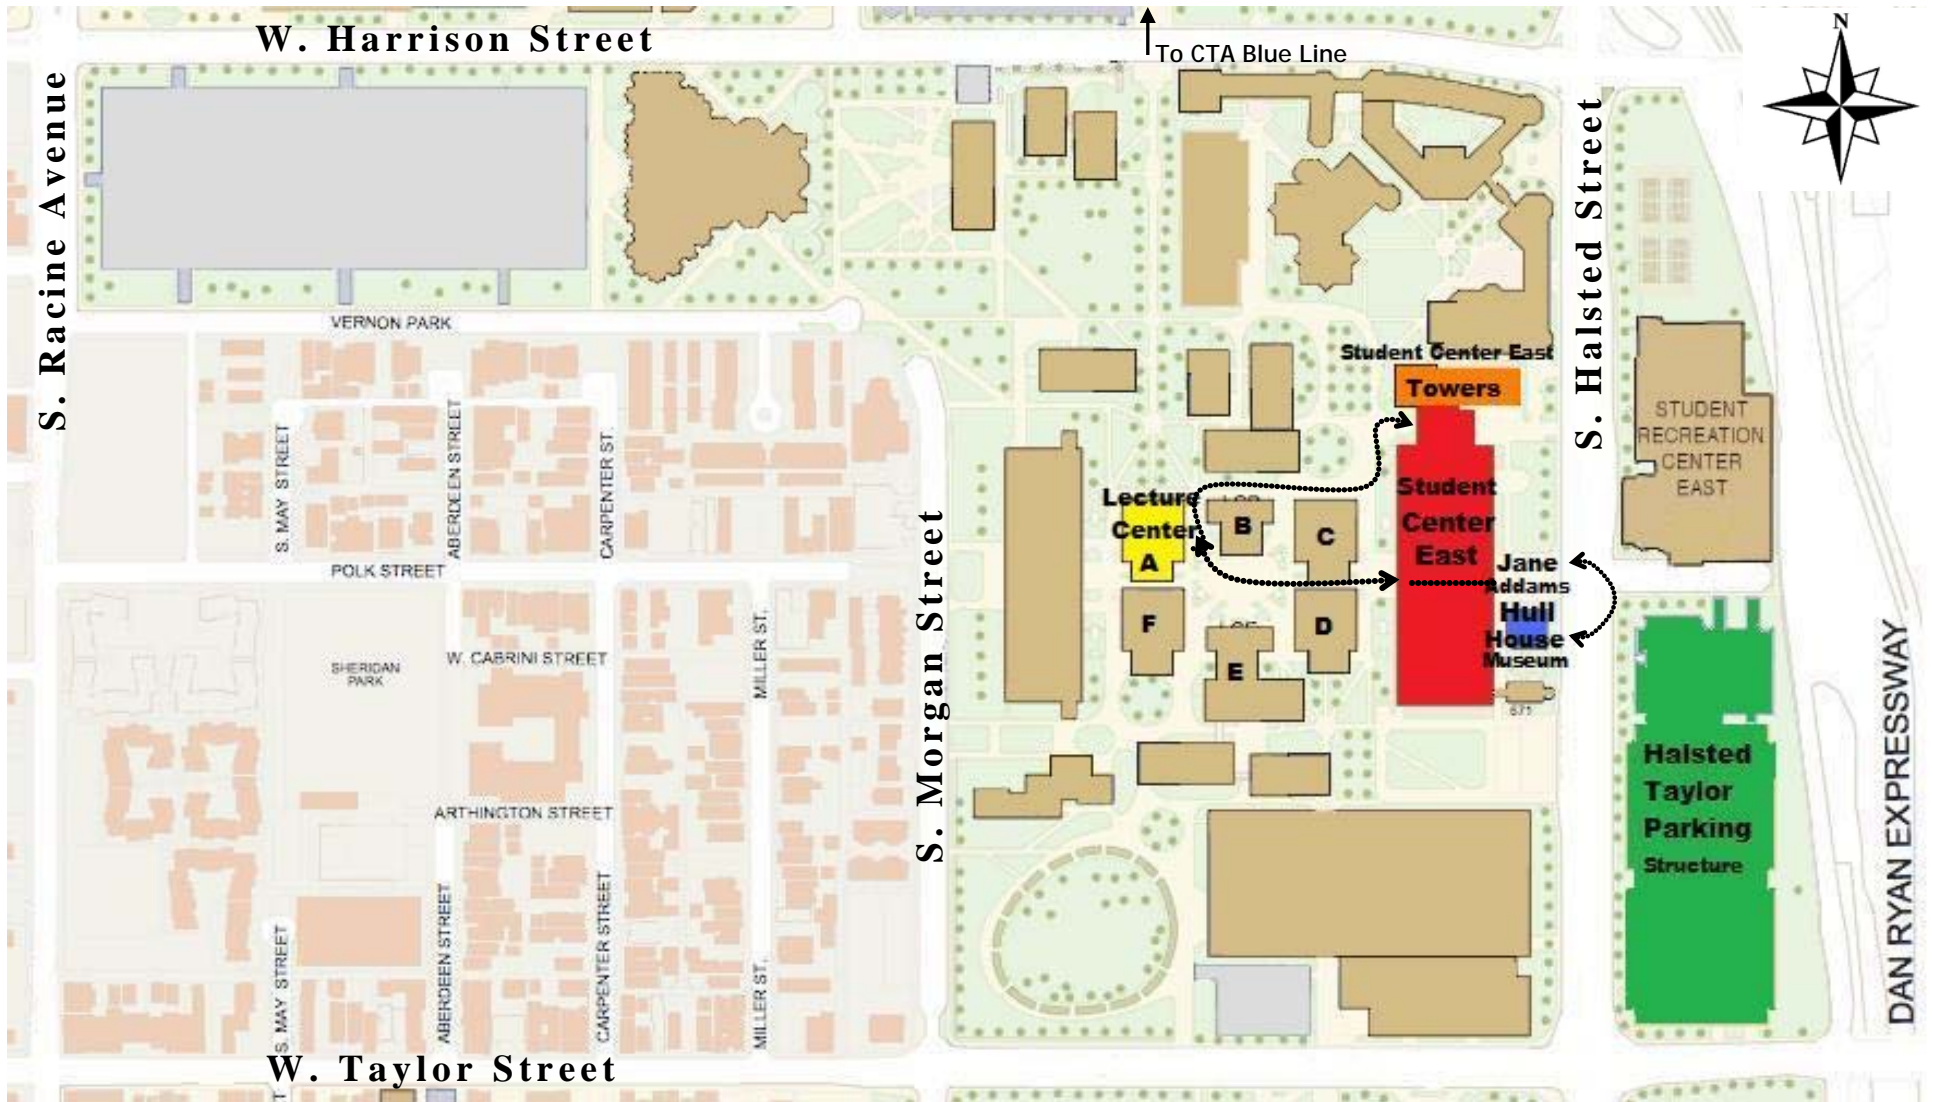 W. Harrison Street
To CTA Blue Line
N
S. Racine Avenue
S. Halsted Street
VERNON PARK
Student Center East
Towers
STUDENT
RECREATION
CENTER
EAST
S. MAY STREET
ABERDEEN STREET
CARPENTER ST.
Lecture
Center
A
B
C
Student
Center
East
Jane
Addams
Hull
House
Museum
POLK STREET
S. Morgan Street
F
D
E
MILLER ST.
W. CABRINI STREET
SHERIDAN
PARK
ARTHINGTON STREET
Halsted
Taylor
Parking
Structure
DAN RYAN EXPRESSWAY
S. MAY STREET
ABERDEEN STREET
CARPENTER STREET
MILLER ST.
W. Taylor Street